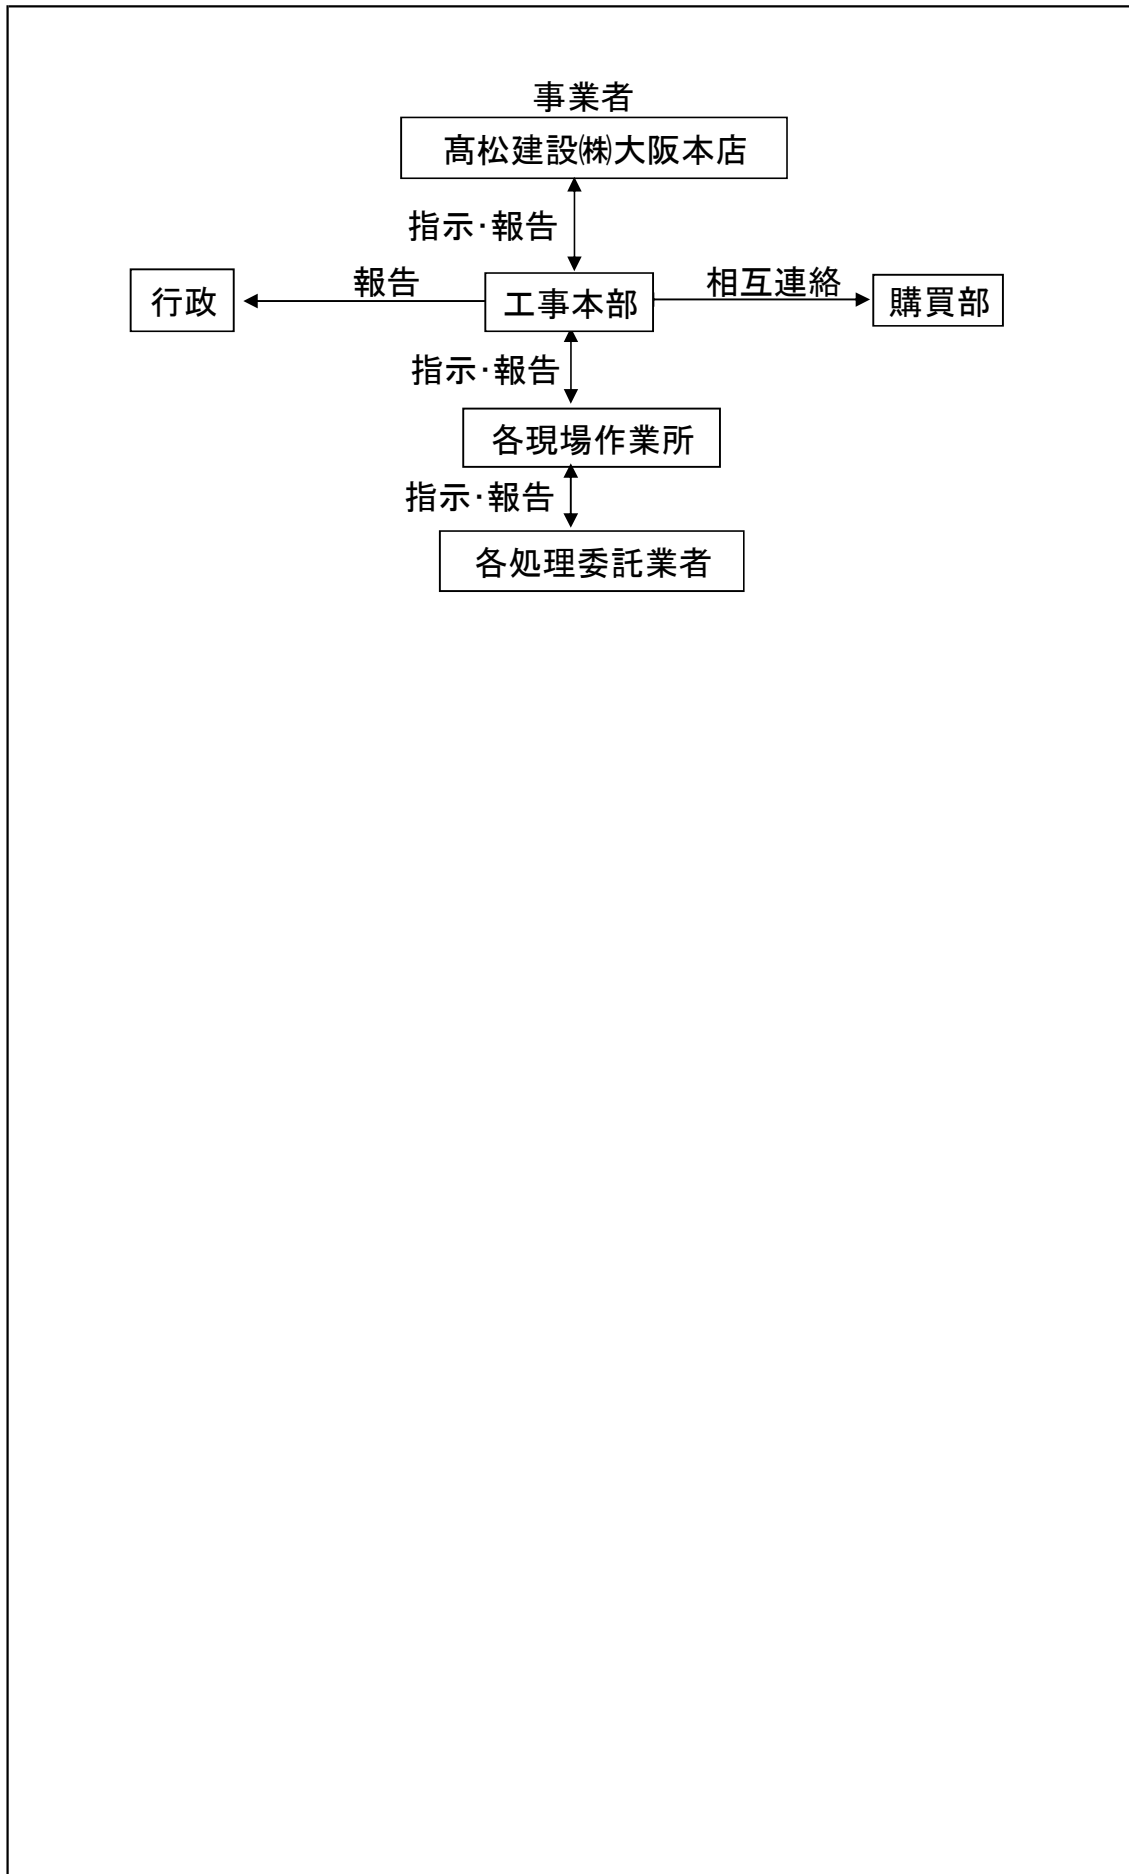 事業者
髙松建設㈱大阪本店
指示・報告
行政
報告
工事本部
相互連絡
購買部
指示・報告
各現場作業所
指示・報告
各処理委託業者